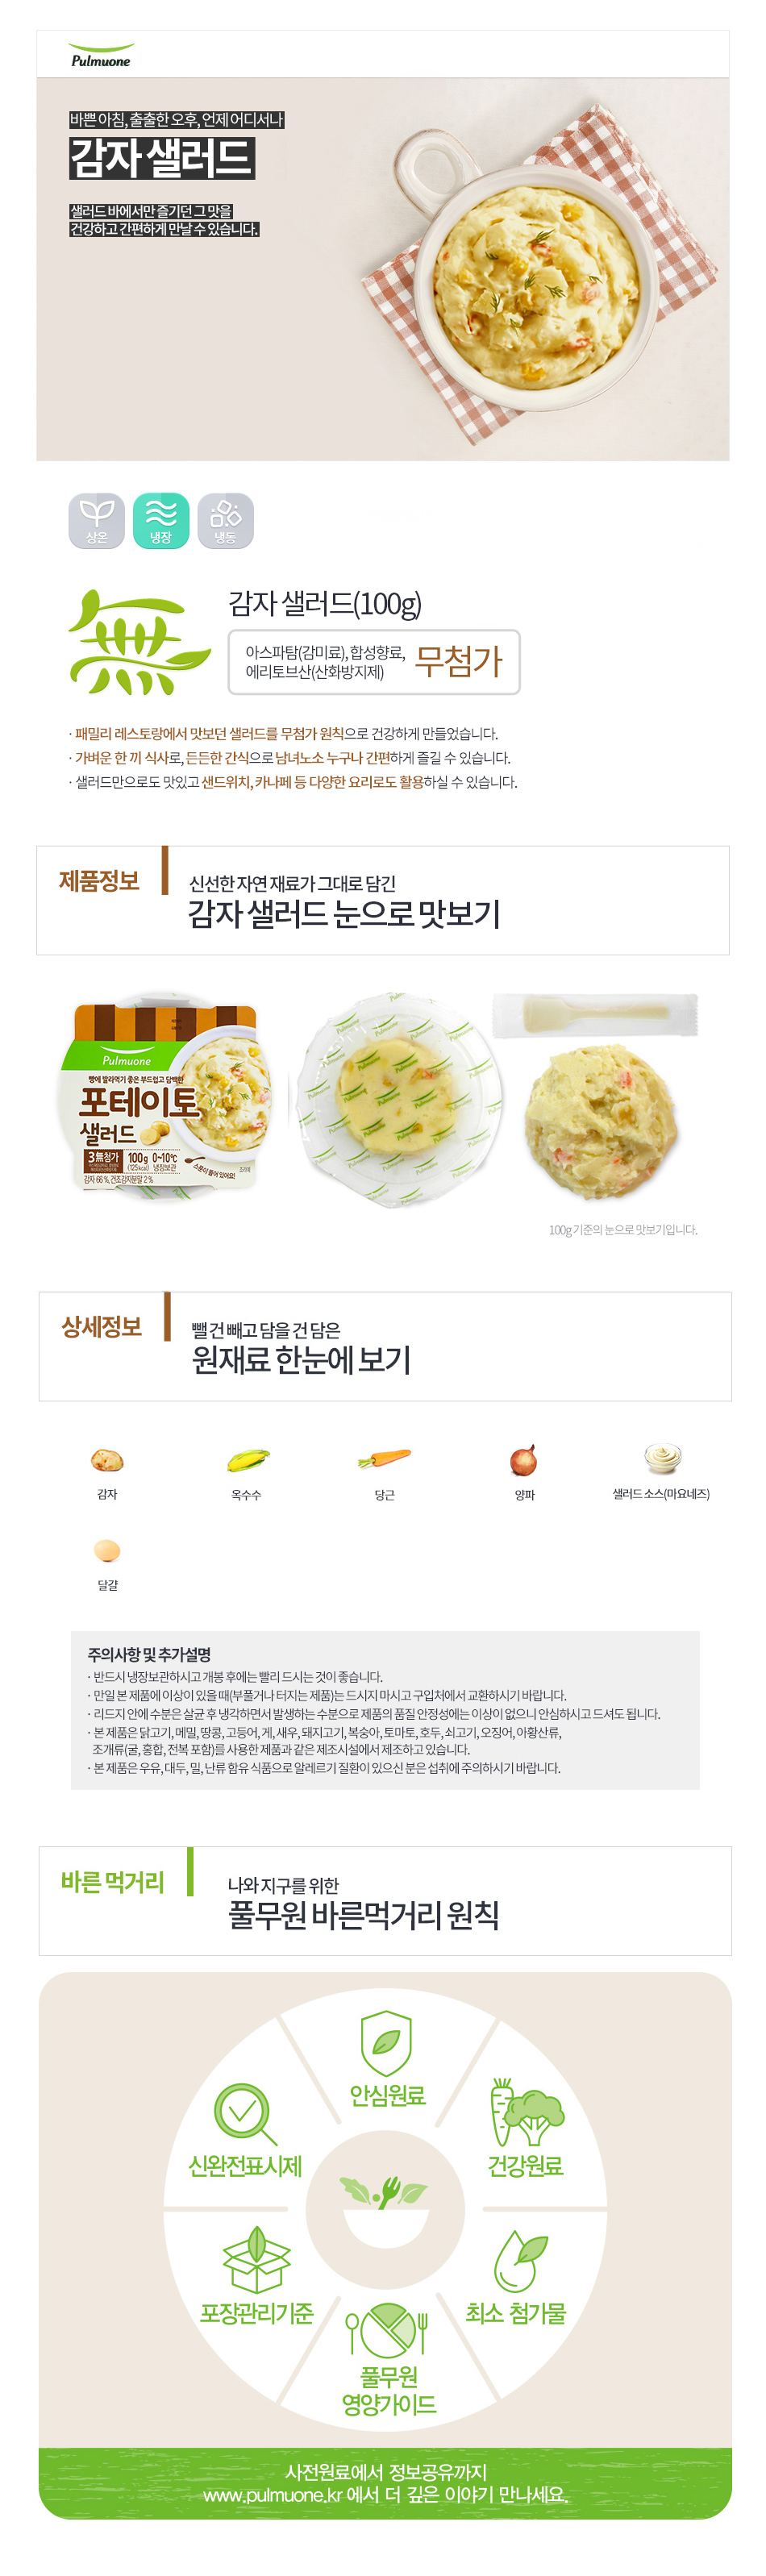 Pulmuone
바쁜 아침, 출출한 오후, 언제 어디서나
감자 샐러드
샐러드 바에서만 즐기던 그 맛을
건강하고 간편하게 만날 수 있습니다.
상온
냉장
냉동
無
감자 샐러드(100g)
아스파탐(감미료), 합성향료,
에리토브산(산화방지제)
무첨가
· 패밀리 레스토랑에서 맛보던 샐러드를 무첨가 원칙으로 건강하게 만들었습니다.
· 가벼운 한 끼 식사로, 든든한 간식으로 남녀노소 누구나 간편하게 즐길 수 있습니다.
· 샐러드만으로도 맛있고 샌드위치, 카나페 등 다양한 요리로도 활용하실 수 있습니다.
제품정보
신선한 자연 재료가 그대로 담긴
감자 샐러드 눈으로 맛보기
Pulmuone
빵에 발라먹기 좋은 부드럽고 담백한
포테이토
샐러드
3無첨가
100g 0~10℃
(125kcal) 냉장보관
스푼이 들어 있어요!
조리예
감자 66 %, 건조감자분말 2 %
100g 기준의 눈으로 맛보기입니다.
상세정보
뺄 건 빼고 담을 건 담은
원재료 한눈에 보기
감자
옥수수
당근
양파
샐러드 소스(마요네즈)
달걀
주의사항 및 추가설명
· 반드시 냉장보관하시고 개봉 후에는 빨리 드시는 것이 좋습니다.
· 만일 본 제품에 이상이 있을 때(부풀거나 터지는 제품)는 드시지 마시고 구입처에서 교환하시기 바랍니다.
· 리드지 안에 수분은 살균 후 냉각하면서 발생하는 수분으로 제품의 품질 안정성에는 이상이 없으니 안심하시고 드셔도 됩니다.
· 본 제품은 닭고기, 메밀, 땅콩, 고등어, 게, 새우, 돼지고기, 복숭아, 토마토, 호두, 쇠고기, 오징어, 아황산류,
조개류(굴, 홍합, 전복 포함)를 사용한 제품과 같은 제조시설에서 제조하고 있습니다.
· 본 제품은 우유, 대두, 밀, 난류 함유 식품으로 알레르기 질환이 있으신 분은 섭취에 주의하시기 바랍니다.
바른 먹거리
나와 지구를 위한
풀무원 바른먹거리 원칙
안심원료
신완전표시제
건강원료
포장관리기준
최소 첨가물
풀무원
영양가이드
사전원료에서 정보공유까지
www.pulmuone.kr 에서 더 깊은 이야기 만나세요.